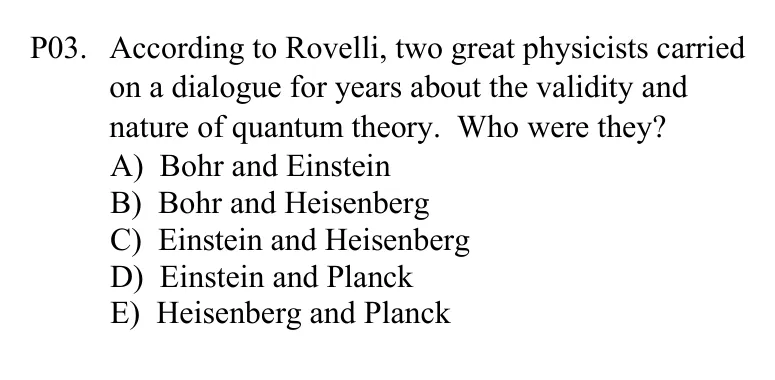 P03. According to Rovelli, two great physicists carried
on a dialogue for years about the validity and
nature of quantum theory. Who were they?
A) Bohr and Einstein
B) Bohr and Heisenberg
C) Einstein and Heisenberg
D) Einstein and Planck
E) Heisenberg and Planck